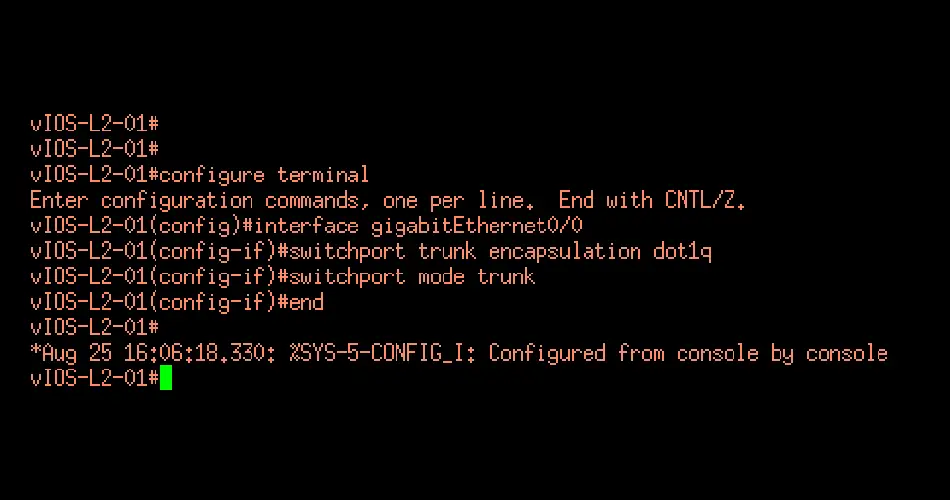 vIOS-L2-01#
vIOS-L2-01#
vIOS-L2-01#configure terminal
Enter configuration commands, one per line.  End with CNTL/Z.
vIOS-L2-01(config)#interface gigabitEthernet0/0
vIOS-L2-01(config-if)#switchport trunk encapsulation dot1q
vIOS-L2-01(config-if)#switchport mode trunk
vIOS-L2-01(config-if)#end
vIOS-L2-01#
*Aug 25 16:06:18.330: %SYS-5-CONFIG_I: Configured from console by console
vIOS-L2-01#